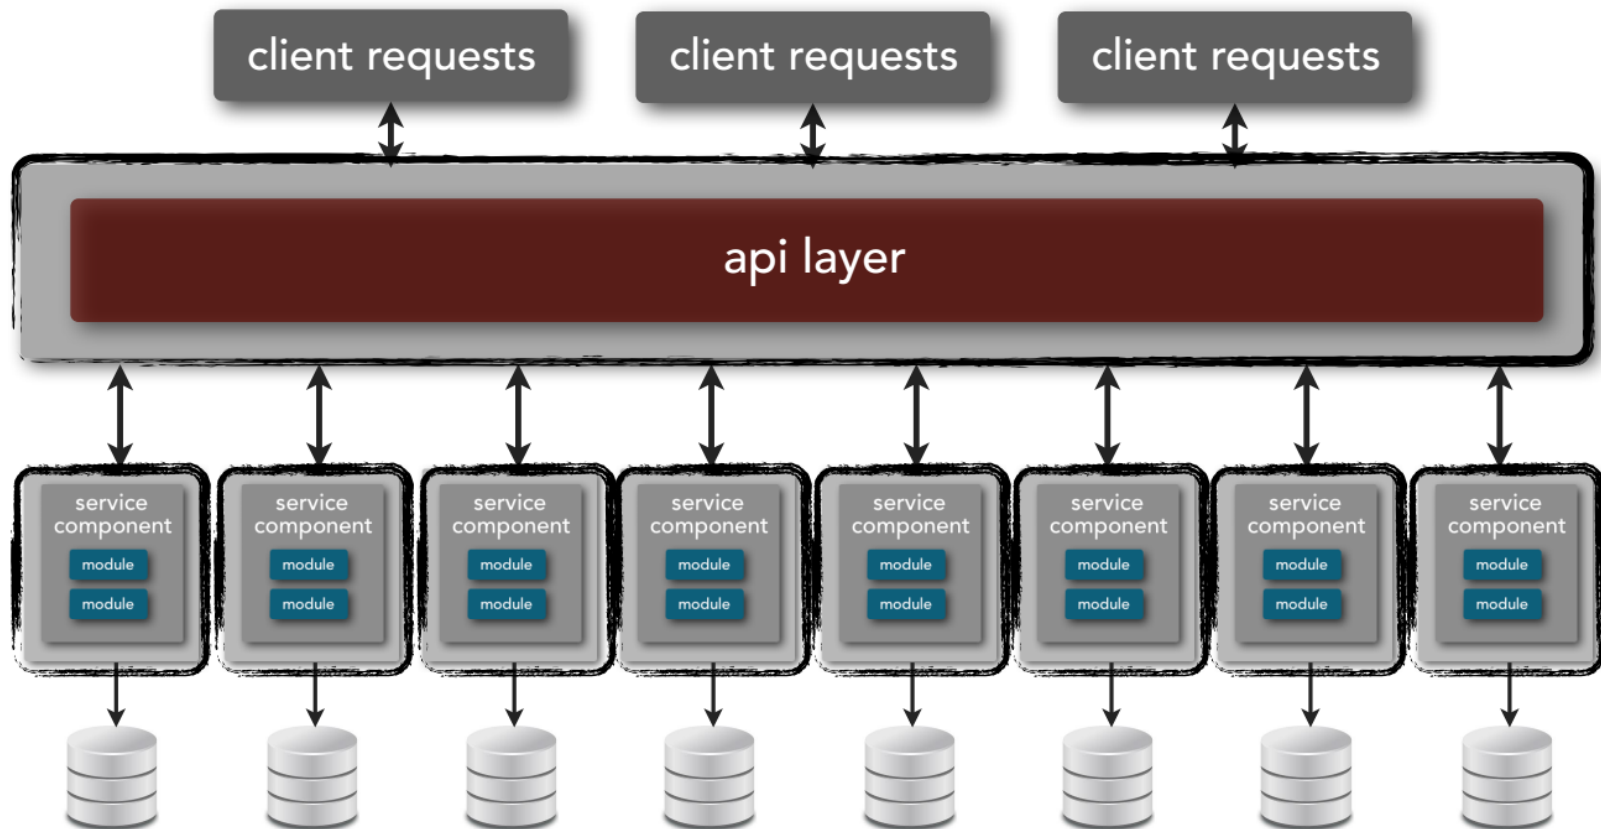 client requests
client requests
client requests
api layer
service
component
module
module
service
component
module
module
service
component
module
module
service
component
module
module
service
component
module
module
service
component
module
module
service
component
module
module
service
component
module
module